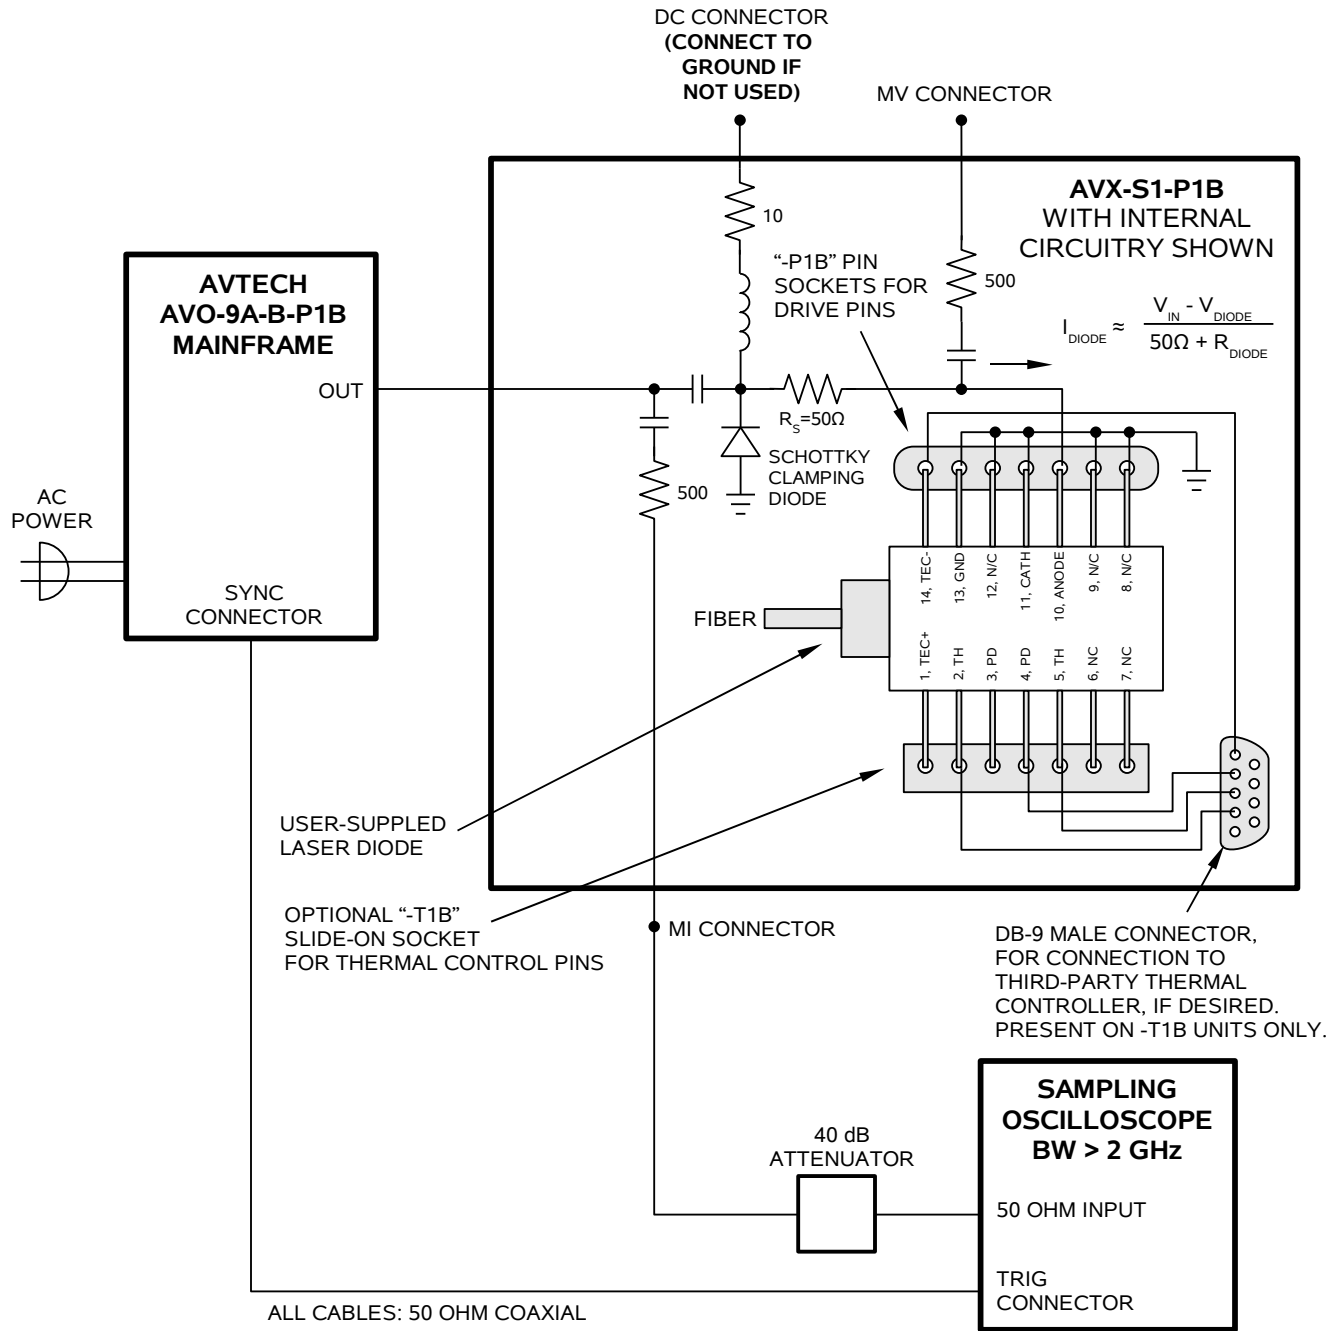 DC CONNECTOR
(CONNECT TO
GROUND IF
NOT USED)
MV CONNECTOR
AVX-S1-P1B
WITH INTERNAL
CIRCUITRY SHOWN
10
500
“-P1B” PIN
SOCKETS FOR
DRIVE PINS
I_DIODE ≈ (V_IN - V_DIODE) / (50Ω + R_DIODE)
AVTECH
AVO-9A-B-P1B
MAINFRAME
OUT
R_S=50Ω
SCHOTTKY
CLAMPING
DIODE
500
AC
POWER
SYNC
CONNECTOR
14, TEC-
13, GND
12, N/C
11, CATH
10, ANODE
9, N/C
8, N/C
FIBER
1, TEC+
2, TH
3, PD
4, PD
5, TH
6, NC
7, NC
USER-SUPPLED
LASER DIODE
OPTIONAL “-T1B”
SLIDE-ON SOCKET
FOR THERMAL CONTROL PINS
MI CONNECTOR
DB-9 MALE CONNECTOR,
FOR CONNECTION TO
THIRD-PARTY THERMAL
CONTROLLER, IF DESIRED.
PRESENT ON -T1B UNITS ONLY.
SAMPLING
OSCILLOSCOPE
BW > 2 GHz
40 dB
ATTENUATOR
50 OHM INPUT
TRIG
CONNECTOR
ALL CABLES: 50 OHM COAXIAL